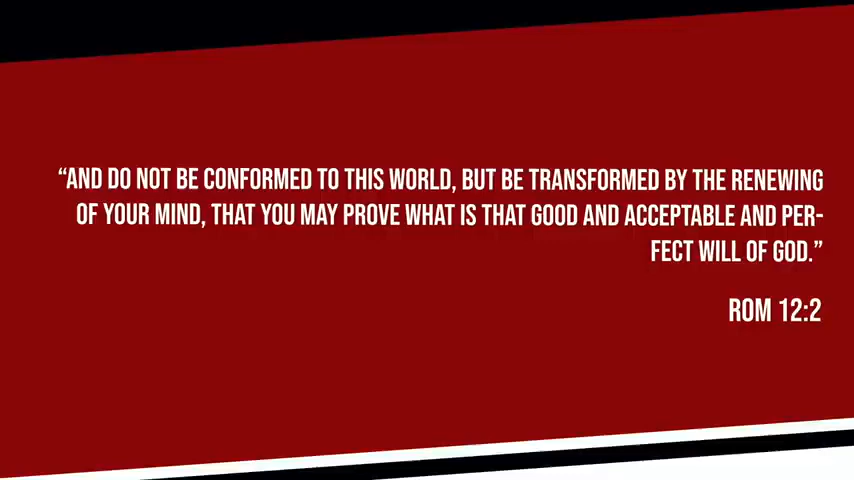 “AND DO NOT BE CONFORMED TO THIS WORLD, BUT BE TRANSFORMED BY THE RENEWING
OF YOUR MIND, THAT YOU MAY PROVE WHAT IS THAT GOOD AND ACCEPTABLE AND PER-
FECT WILL OF GOD.”
ROM 12:2